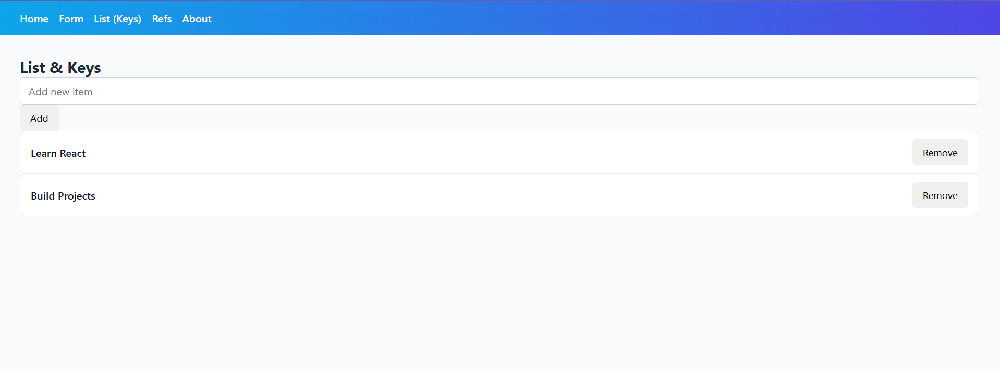 Home Form List (Keys) Refs About
List & Keys
Add new item
Add
Learn React Remove
Build Projects Remove